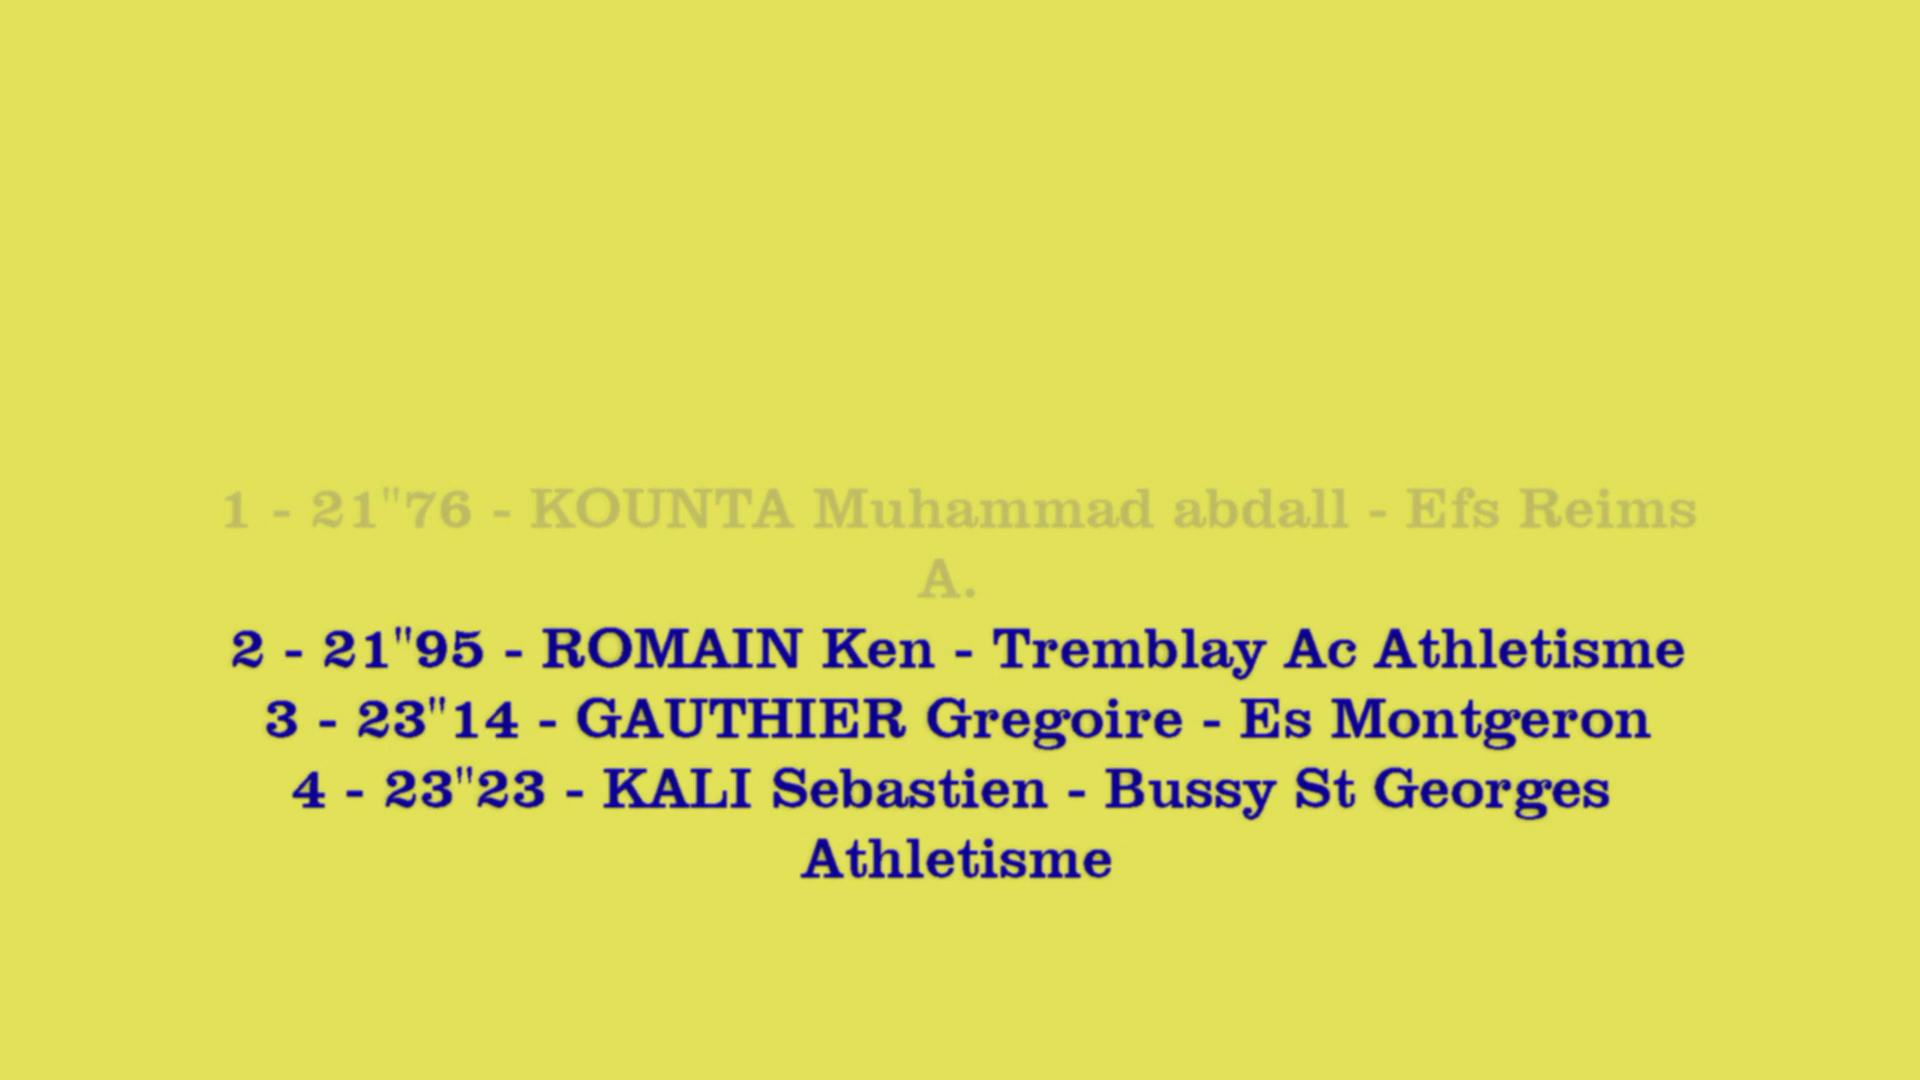 1 - 21"76 - KOUNTA Muhammad abdall - Efs Reims
A.
2 - 21"95 - ROMAIN Ken - Tremblay Ac Athletisme
3 - 23"14 - GAUTHIER Gregoire - Es Montgeron
4 - 23"23 - KALI Sebastien - Bussy St Georges
Athletisme